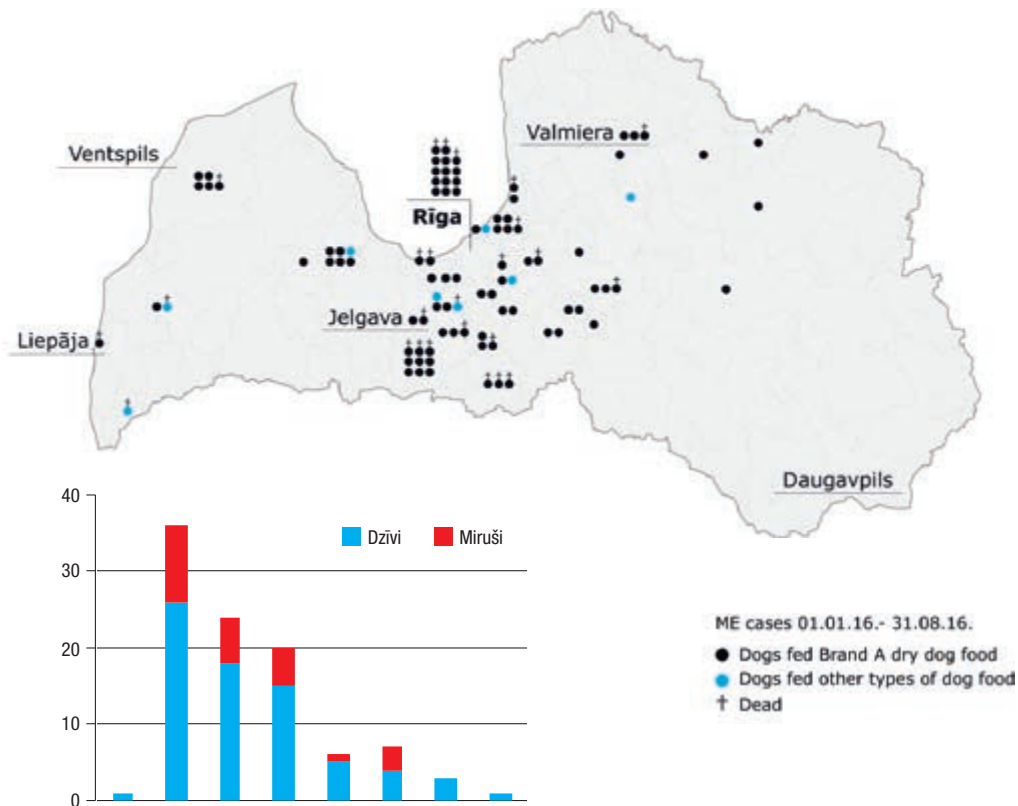 Valmiera
Ventspils
Rīga
Jelgava
Liepāja
Daugavpils
40
30
20
10
0
Dzīvi Miruši
ME cases 01.01.16.- 31.08.16.
Dogs fed Brand A dry dog food
Dogs fed other types of dog food
† Dead